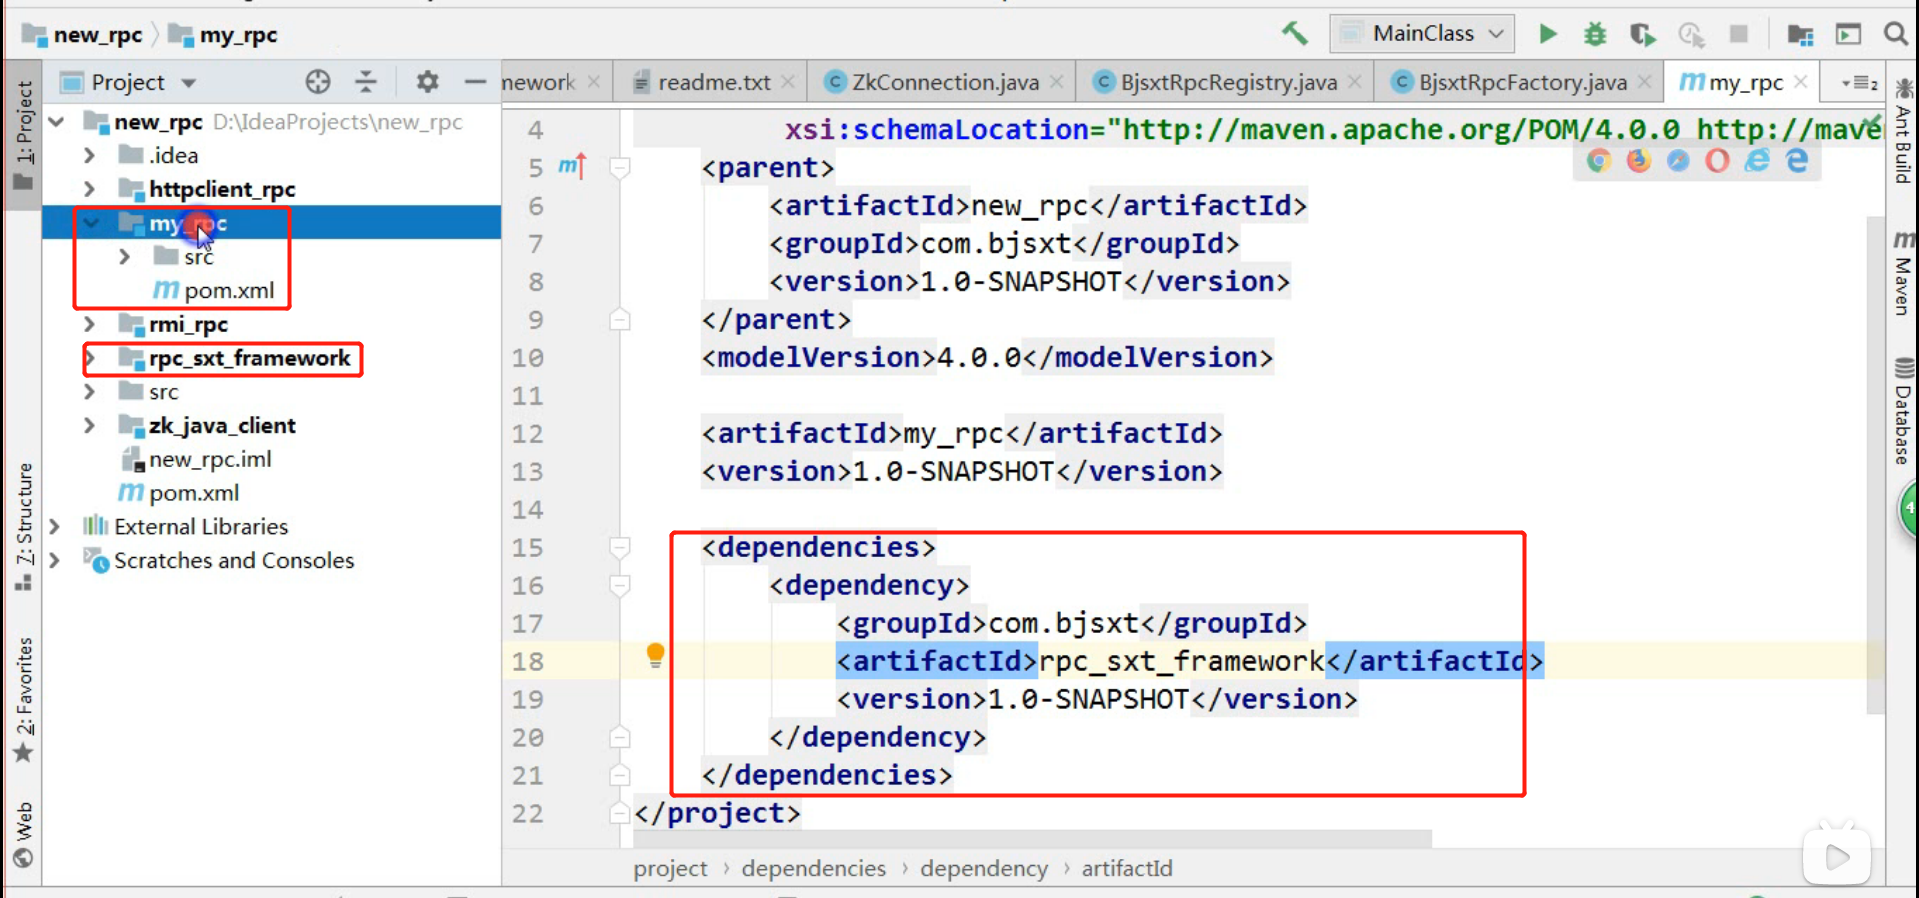 new_rpc
my_rpc
MainClass
Project
nework
readme.txt
ZkConnection.java
BjsxtRpcRegistry.java
BjsxtRpcFactory.java
my_rpc
2
1: Project
7: Structure
2: Favorites
Web
new_rpc D:\IdeaProjects\new_rpc
.idea
httpclient_rpc
my_rpc
src
pom.xml
rmi_rpc
rpc_sxt_framework
src
zk_java_client
new_rpc.iml
pom.xml
External Libraries
Scratches and Consoles
4 xsi:schemaLocation="http://maven.apache.org/POM/4.0.0 http://mave
5 <parent>
6 <artifactId>new_rpc</artifactId>
7 <groupId>com.bjsxt</groupId>
8 <version>1.0-SNAPSHOT</version>
9 </parent>
10 <modelVersion>4.0.0</modelVersion>
11
12 <artifactId>my_rpc</artifactId>
13 <version>1.0-SNAPSHOT</version>
14
15 <dependencies>
16 <dependency>
17 <groupId>com.bjsxt</groupId>
18 <artifactId>rpc_sxt_framework</artifactId>
19 <version>1.0-SNAPSHOT</version>
20 </dependency>
21 </dependencies>
22 </project>
project › dependencies › dependency › artifactId
Ant Build
Maven
Database
4